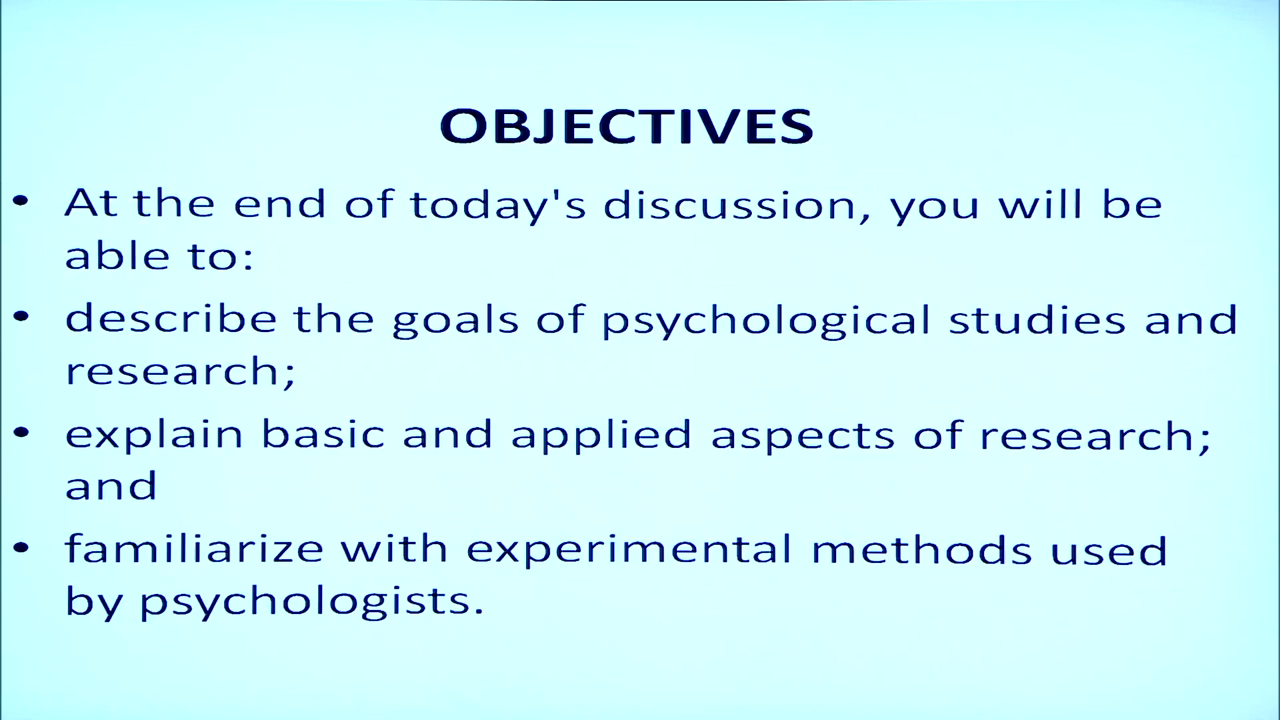 OBJECTIVES
• At the end of today's discussion, you will be
able to:
• describe the goals of psychological studies and
research;
• explain basic and applied aspects of research;
and
• familiarize with experimental methods used
by psychologists.